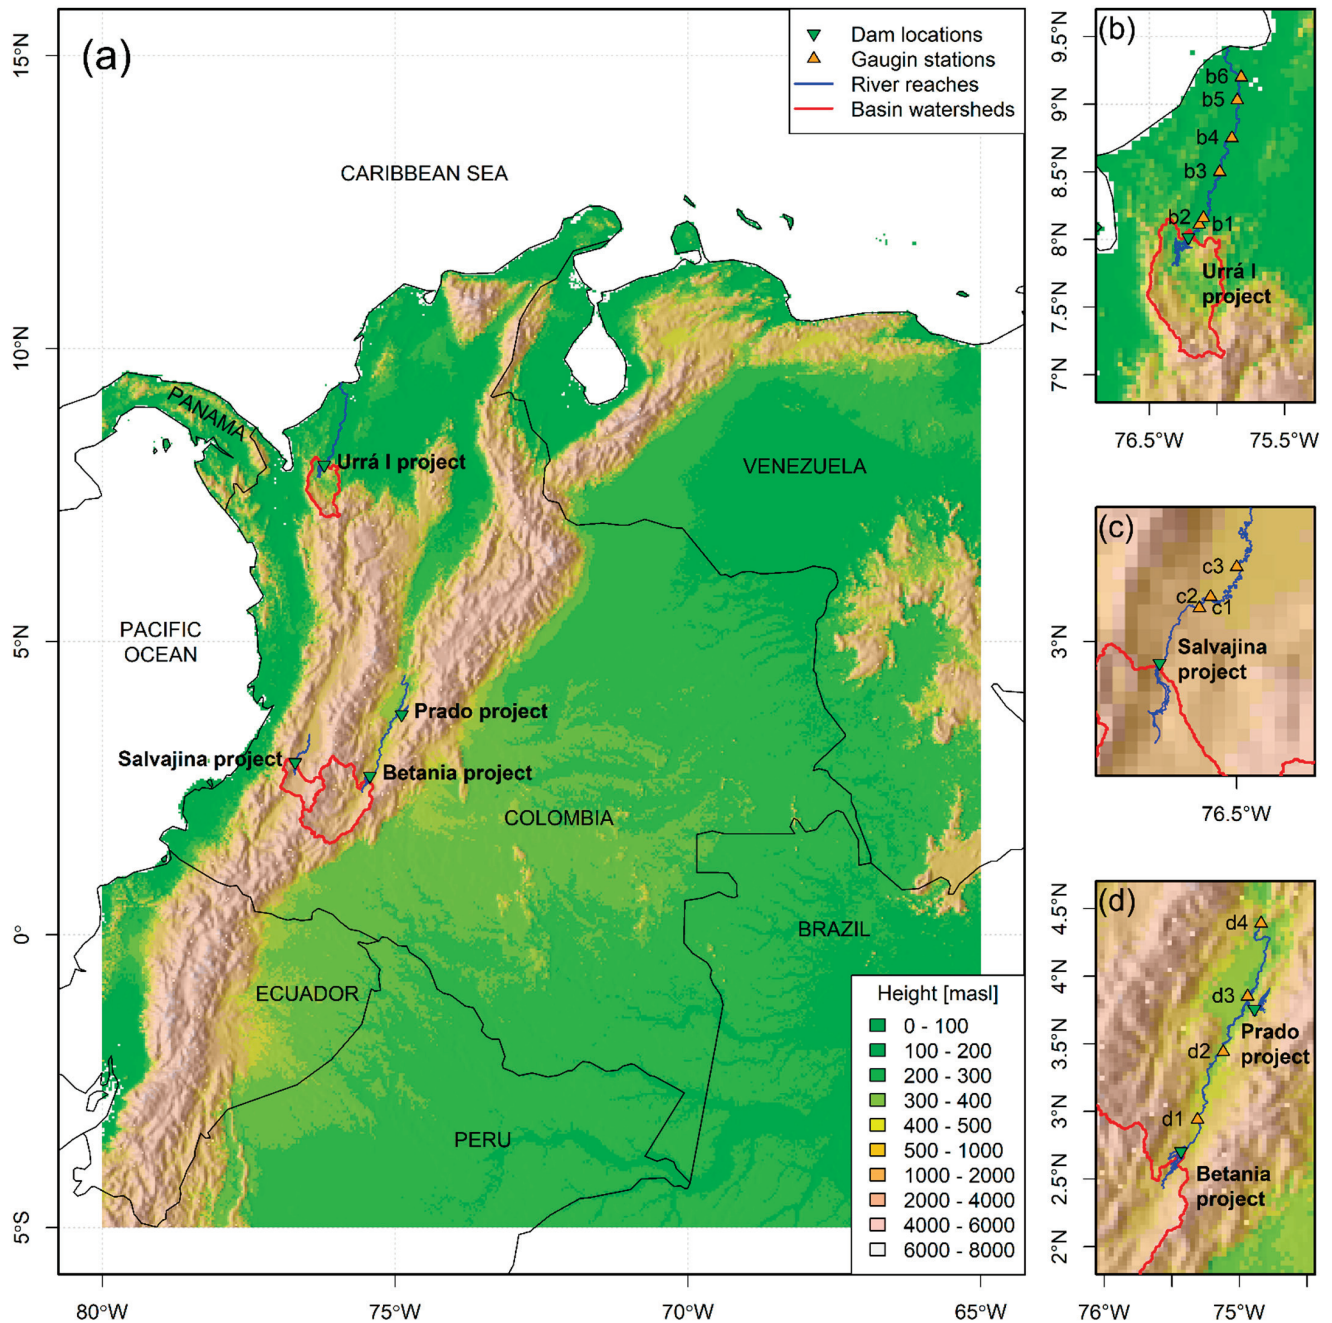 (a)
Dam locations
Gaugin stations
River reaches
Basin watersheds
15°N
10°N
5°N
0°
5°S
80°W
75°W
70°W
65°W
CARIBBEAN SEA
PANAMA
Urrá I project
VENEZUELA
PACIFIC
OCEAN
Prado project
Salvajina project
Betania project
COLOMBIA
BRAZIL
ECUADOR
PERU
Height [masl]
0 - 100
100 - 200
200 - 300
300 - 400
400 - 500
500 - 1000
1000 - 2000
2000 - 4000
4000 - 6000
6000 - 8000
(b)
9.5°N
9°N
8.5°N
8°N
7.5°N
7°N
b6
b5
b4
b3
b2
b1
Urrá I
project
76.5°W
75.5°W
(c)
3°N
c3
c2
c1
Salvajina
project
76.5°W
(d)
4.5°N
4°N
3.5°N
3°N
2.5°N
2°N
d4
d3
Prado
project
d2
d1
Betania
project
76°W
75°W